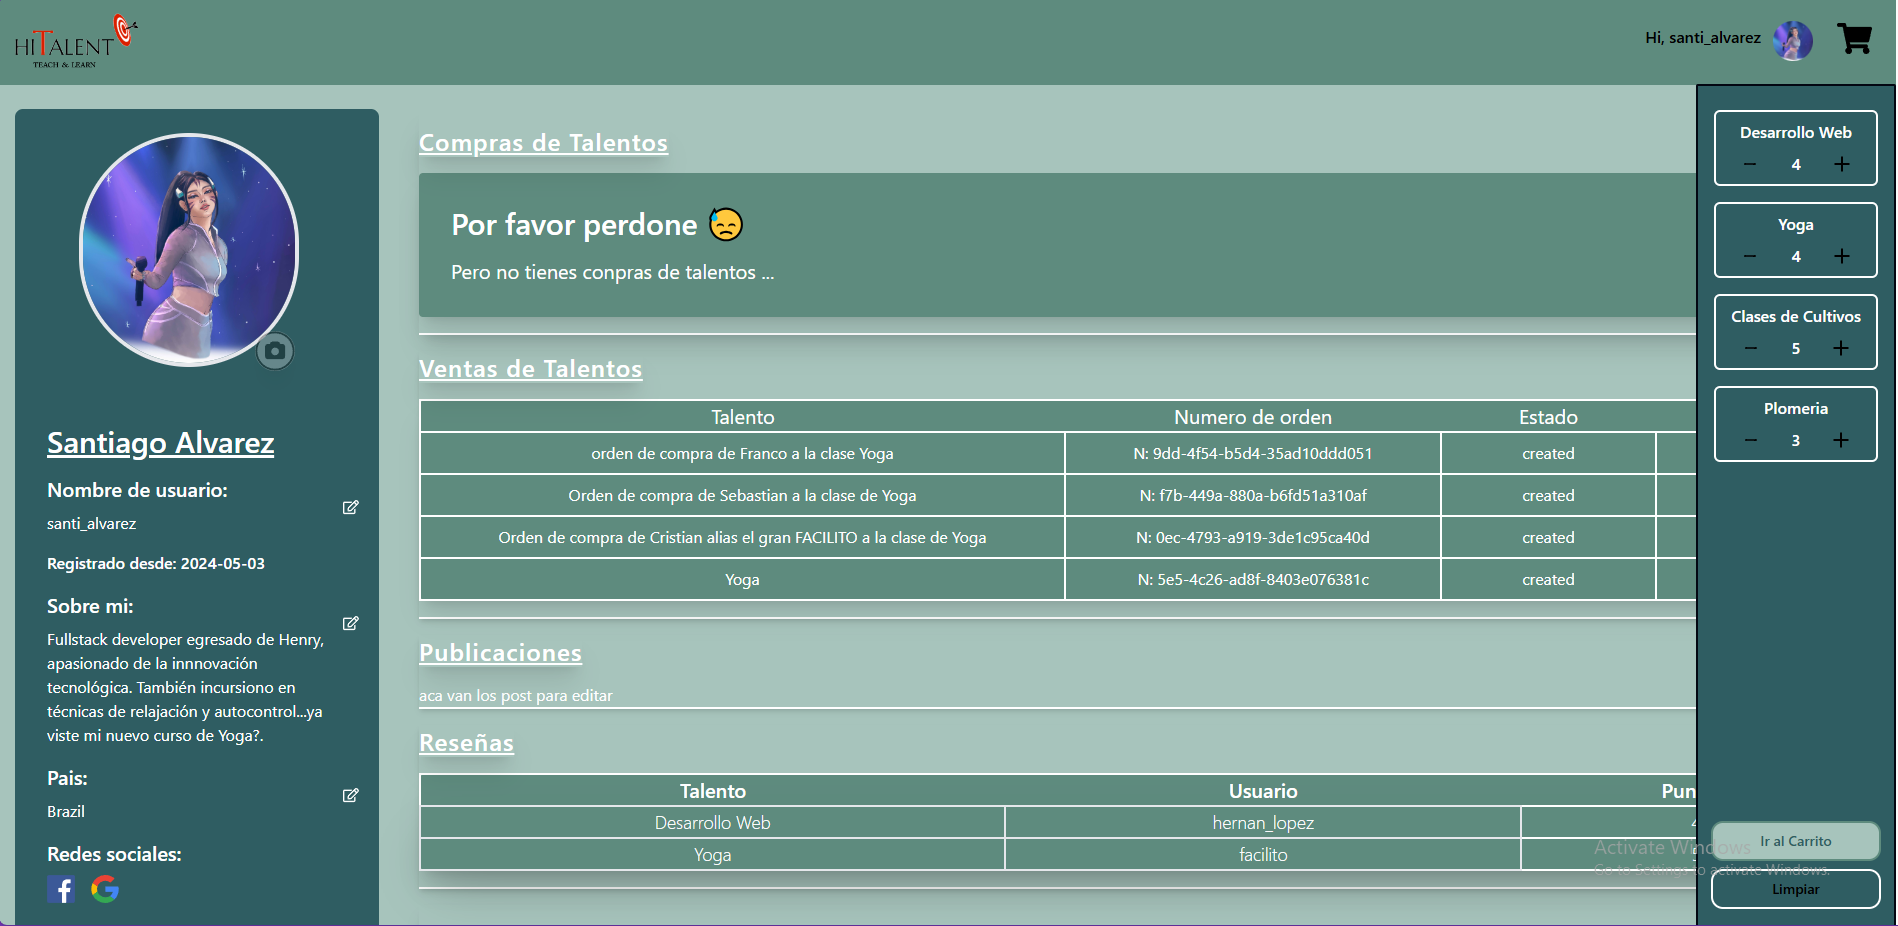 HITALENT
TEACH & LEARN
Hi, santi_alvarez
Santiago Alvarez
Nombre de usuario:
santi_alvarez
Registrado desde: 2024-05-03
Sobre mi:
Fullstack developer egresado de Henry,
apasionado de la innnovación
tecnológica. También incursiono en
técnicas de relajación y autocontrol...ya
viste mi nuevo curso de Yoga?.
Pais:
Brazil
Redes sociales:
Compras de Talentos
Por favor perdone
Pero no tienes conpras de talentos ...
Ventas de Talentos
Talento Numero de orden Estado
orden de compra de Franco a la clase Yoga N: 9dd-4f54-b5d4-35ad10ddd051 created
Orden de compra de Sebastian a la clase de Yoga N: f7b-449a-880a-b6fd51a310af created
Orden de compra de Cristian alias el gran FACILITO a la clase de Yoga N: 0ec-4793-a919-3de1c95ca40d created
Yoga N: 5e5-4c26-ad8f-8403e076381c created
Publicaciones
aca van los post para editar
Reseñas
Talento Usuario Pun
Desarrollo Web hernan_lopez
Yoga facilito
Desarrollo Web
− 4 +
Yoga
− 4 +
Clases de Cultivos
− 5 +
Plomeria
− 3 +
Ir al Carrito
Limpiar
Activate Windows
Go to Settings to activate Windows.